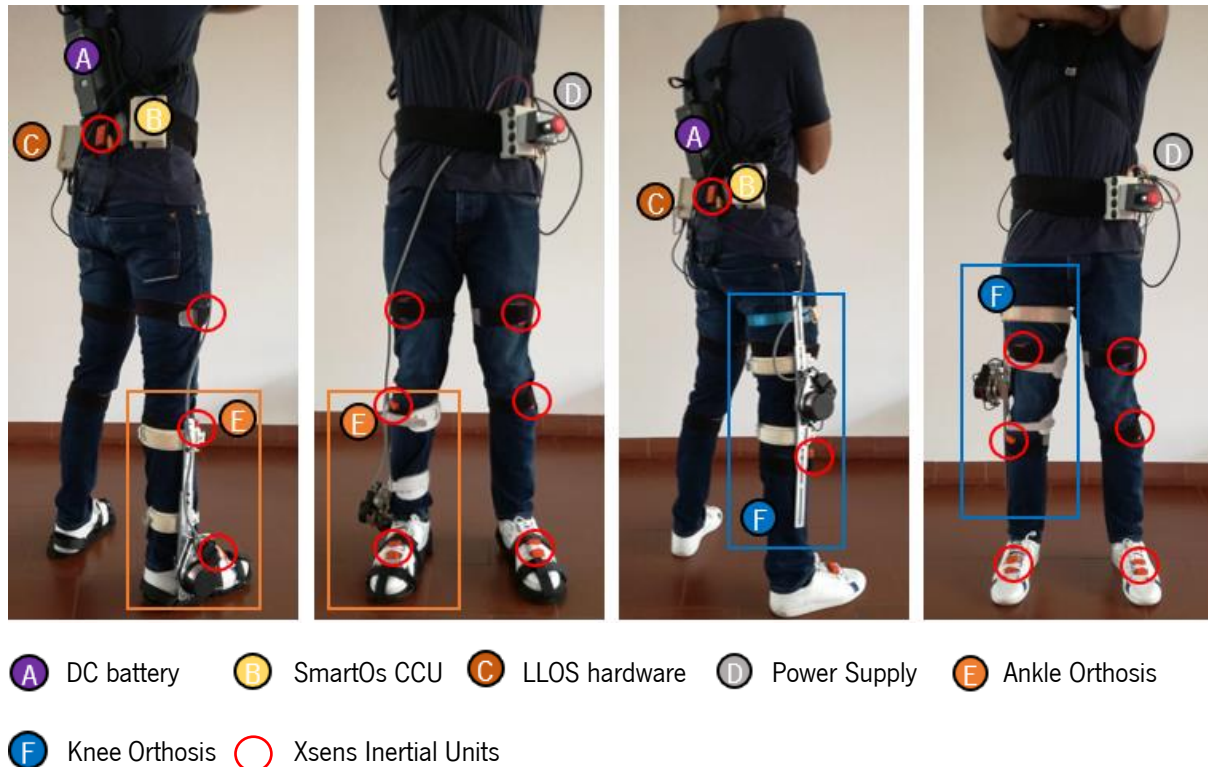 A
B
C
D
E
E
A
B
C
F
D
F
A DC battery B SmartOs CCU C LLOS hardware D Power Supply E Ankle Orthosis
F Knee Orthosis Xsens Inertial Units